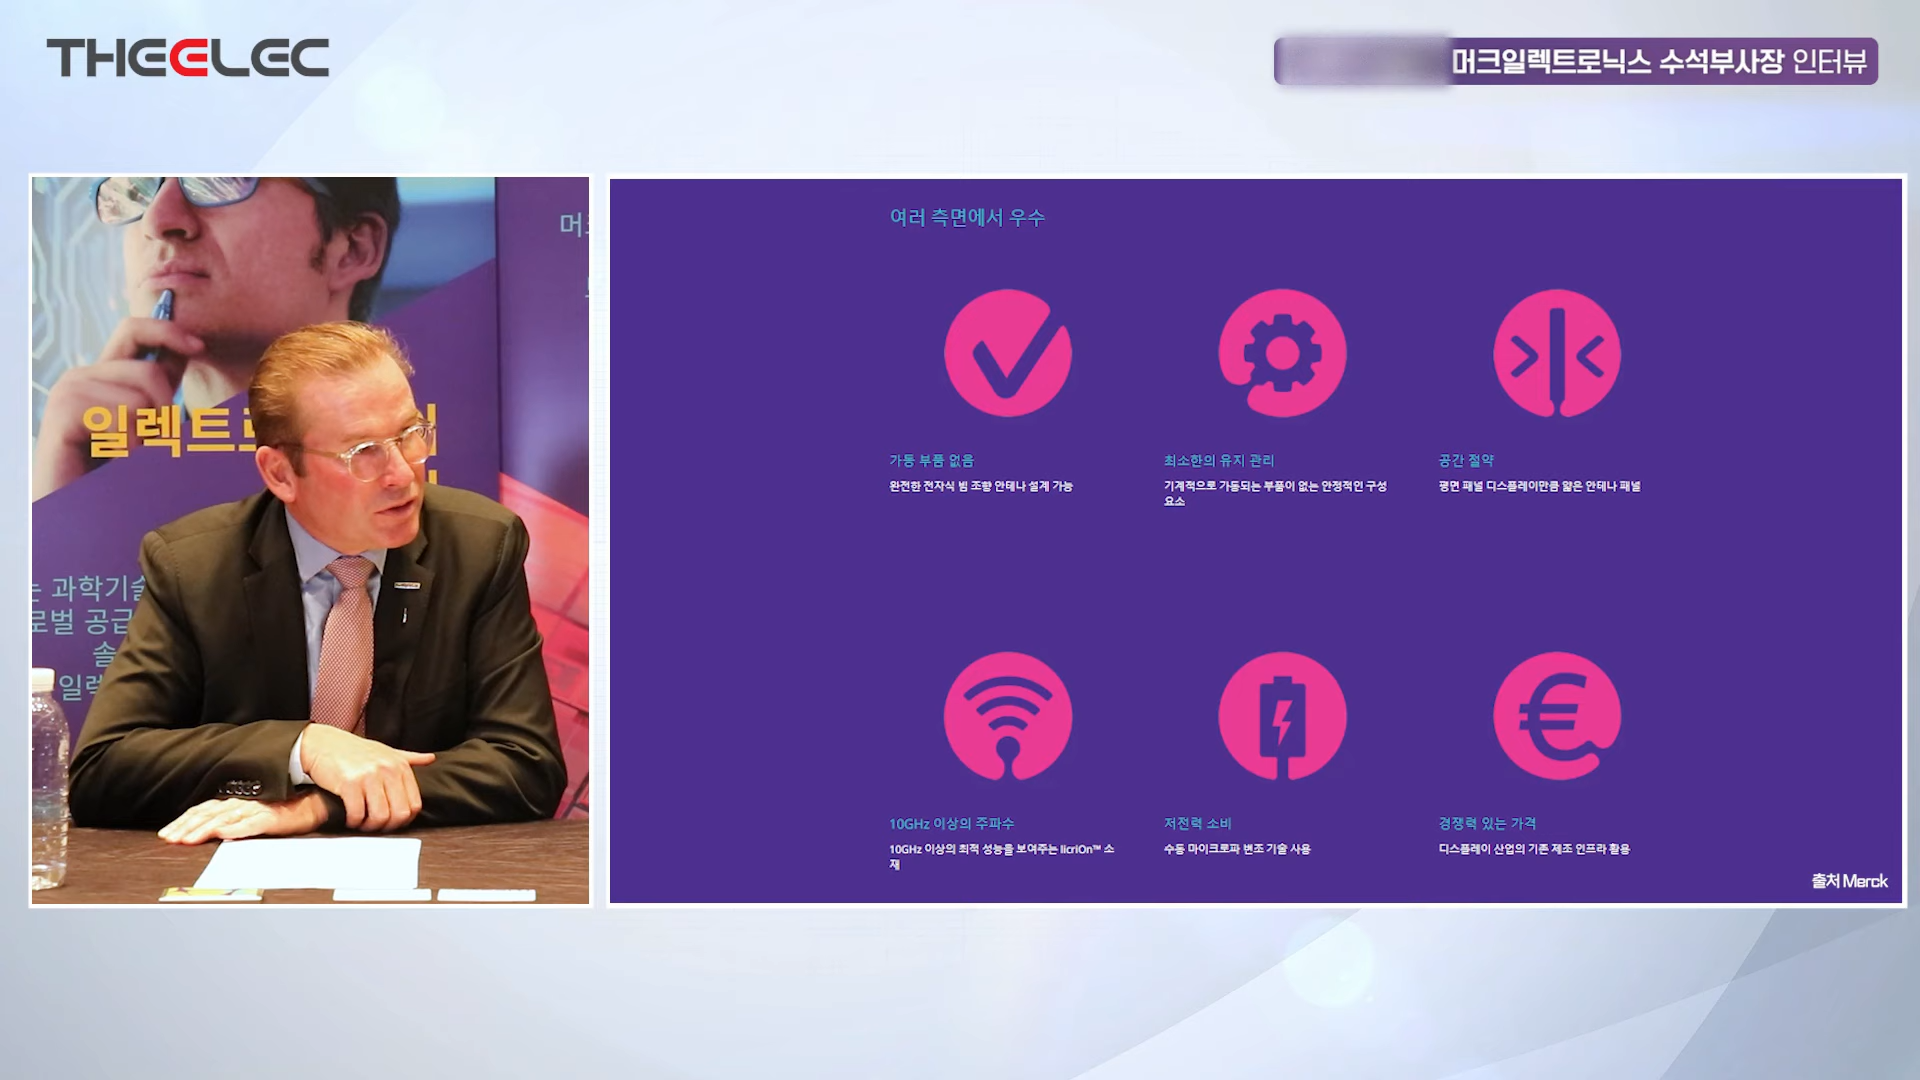 THEELEC
머크일렉트로닉스 수석부사장 인터뷰
머크
일렉트로
는 과학기술
로벌 공급
솔
일렉
여러 측면에서 우수
가동 부품 없음
완전한 전자식 빔 조향 안테나 설계 가능
최소한의 유지 관리
기계적으로 가동되는 부품이 없는 안정적인 구성
요소
공간 절약
평면 패널 디스플레이만큼 얇은 안테나 패널
10GHz 이상의 주파수
10GHz 이상의 최적 성능을 보여주는 licriOn™ 소
재
저전력 소비
수동 마이크로파 변조 기술 사용
경쟁력 있는 가격
디스플레이 산업의 기존 제조 인프라 활용
출처 Merck